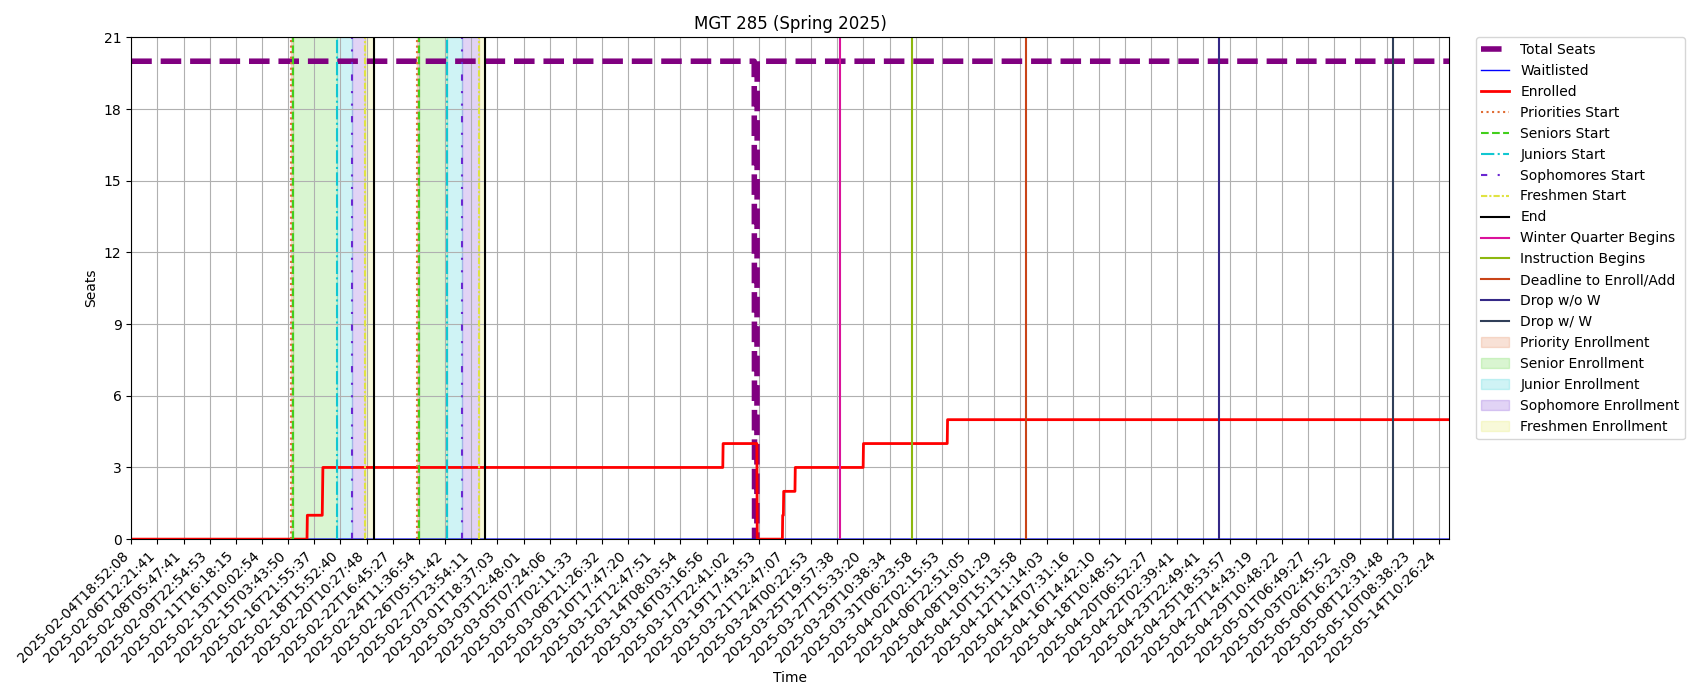 MGT 285 (Spring 2025)
21
18
15
12
9
6
3
0
Seats
2025-02-04T18:52:08
2025-02-06T12:21:41
2025-02-08T05:47:41
2025-02-09T22:54:53
2025-02-11T16:18:15
2025-02-13T10:02:54
2025-02-15T03:43:50
2025-02-16T21:55:37
2025-02-18T15:52:40
2025-02-20T10:27:48
2025-02-22T16:45:27
2025-02-24T11:36:54
2025-02-26T05:51:42
2025-02-27T23:54:11
2025-03-01T18:37:03
2025-03-03T12:48:01
2025-03-05T07:24:06
2025-03-07T02:11:33
2025-03-08T21:26:32
2025-03-10T17:47:20
2025-03-12T12:47:51
2025-03-14T08:03:54
2025-03-16T03:16:56
2025-03-17T22:41:02
2025-03-19T17:43:53
2025-03-21T12:47:07
2025-03-24T00:22:53
2025-03-25T19:57:38
2025-03-27T15:33:20
2025-03-29T10:38:34
2025-03-31T06:23:58
2025-04-02T02:15:53
2025-04-06T22:51:05
2025-04-08T19:01:29
2025-04-10T15:13:58
2025-04-12T11:14:03
2025-04-14T07:31:16
2025-04-16T14:42:10
2025-04-18T10:48:51
2025-04-20T06:52:27
2025-04-22T02:39:41
2025-04-23T22:49:41
2025-04-25T18:53:57
2025-04-27T14:43:19
2025-04-29T10:48:22
2025-05-01T06:49:27
2025-05-03T02:45:52
2025-05-06T16:23:09
2025-05-08T12:31:48
2025-05-10T08:38:23
2025-05-14T10:26:24
Time
Total Seats
Waitlisted
Enrolled
Priorities Start
Seniors Start
Juniors Start
Sophomores Start
Freshmen Start
End
Winter Quarter Begins
Instruction Begins
Deadline to Enroll/Add
Drop w/o W
Drop w/ W
Priority Enrollment
Senior Enrollment
Junior Enrollment
Sophomore Enrollment
Freshmen Enrollment